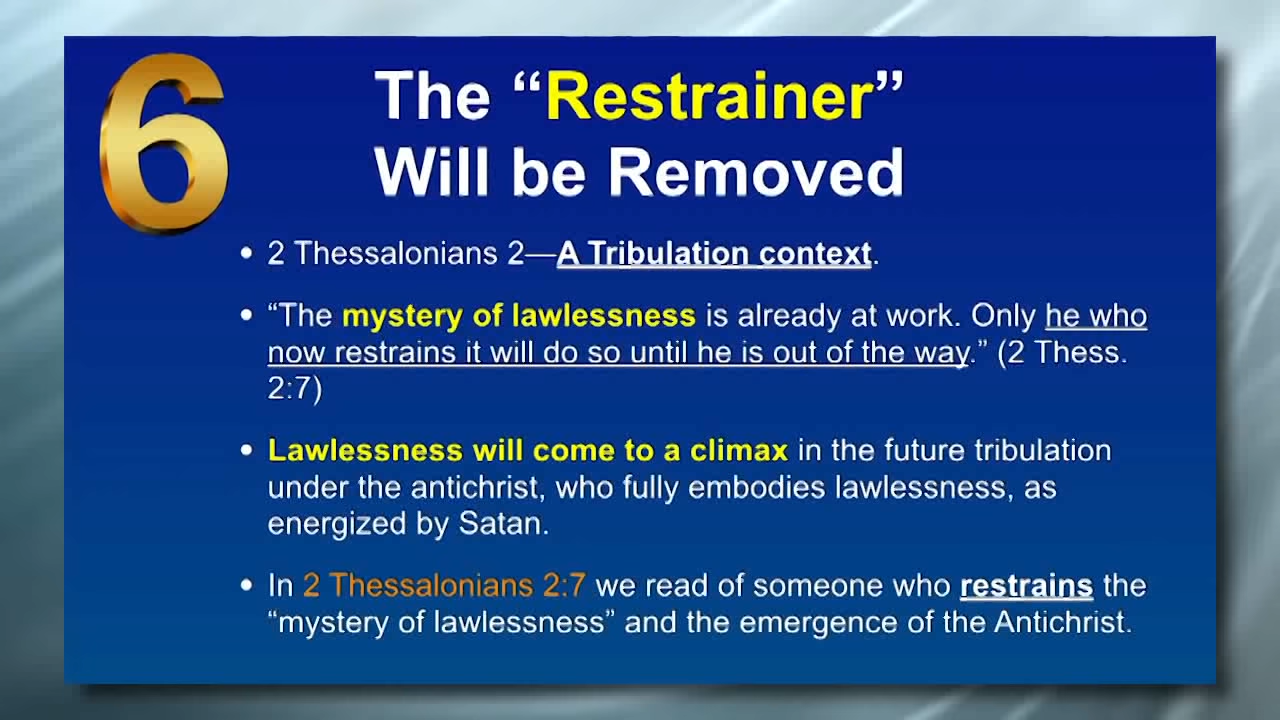 6
The “Restrainer”
Will be Removed
• 2 Thessalonians 2—A Tribulation context.
• “The mystery of lawlessness is already at work. Only he who
now restrains it will do so until he is out of the way.” (2 Thess.
2:7)
• Lawlessness will come to a climax in the future tribulation
under the antichrist, who fully embodies lawlessness, as
energized by Satan.
• In 2 Thessalonians 2:7 we read of someone who restrains the
“mystery of lawlessness” and the emergence of the Antichrist.